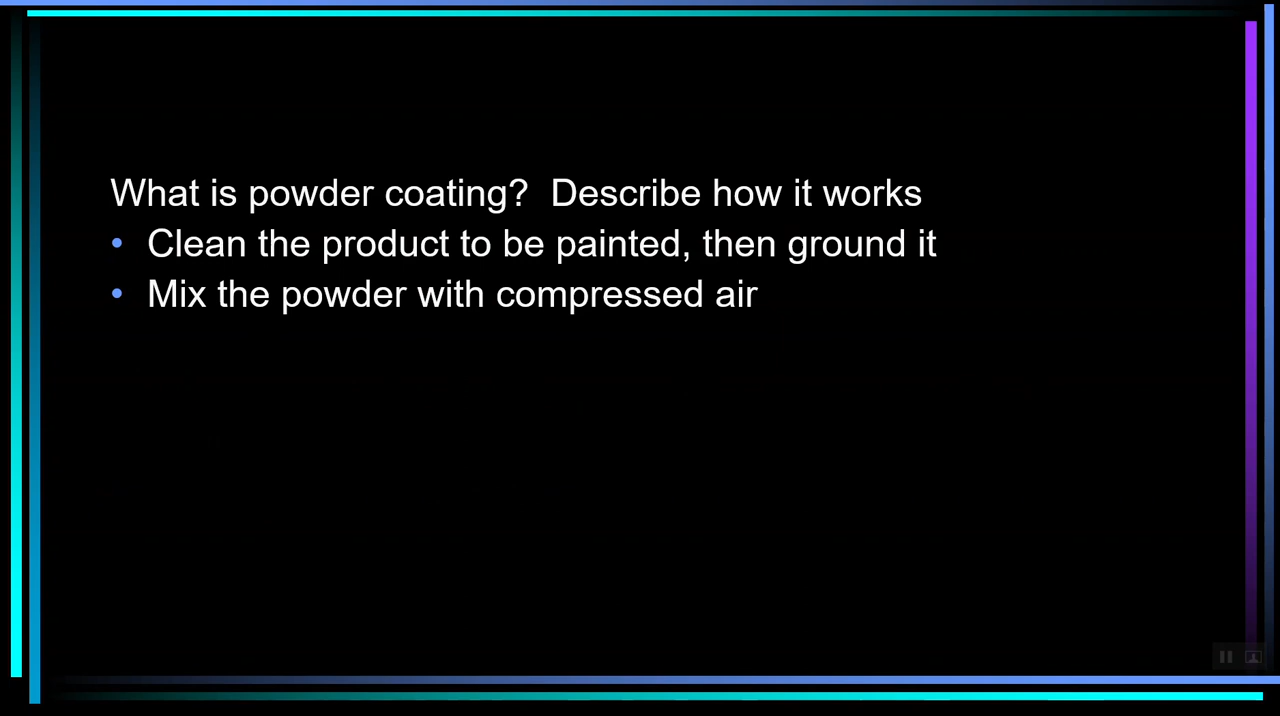 What is powder coating?  Describe how it works
• Clean the product to be painted, then ground it
• Mix the powder with compressed air